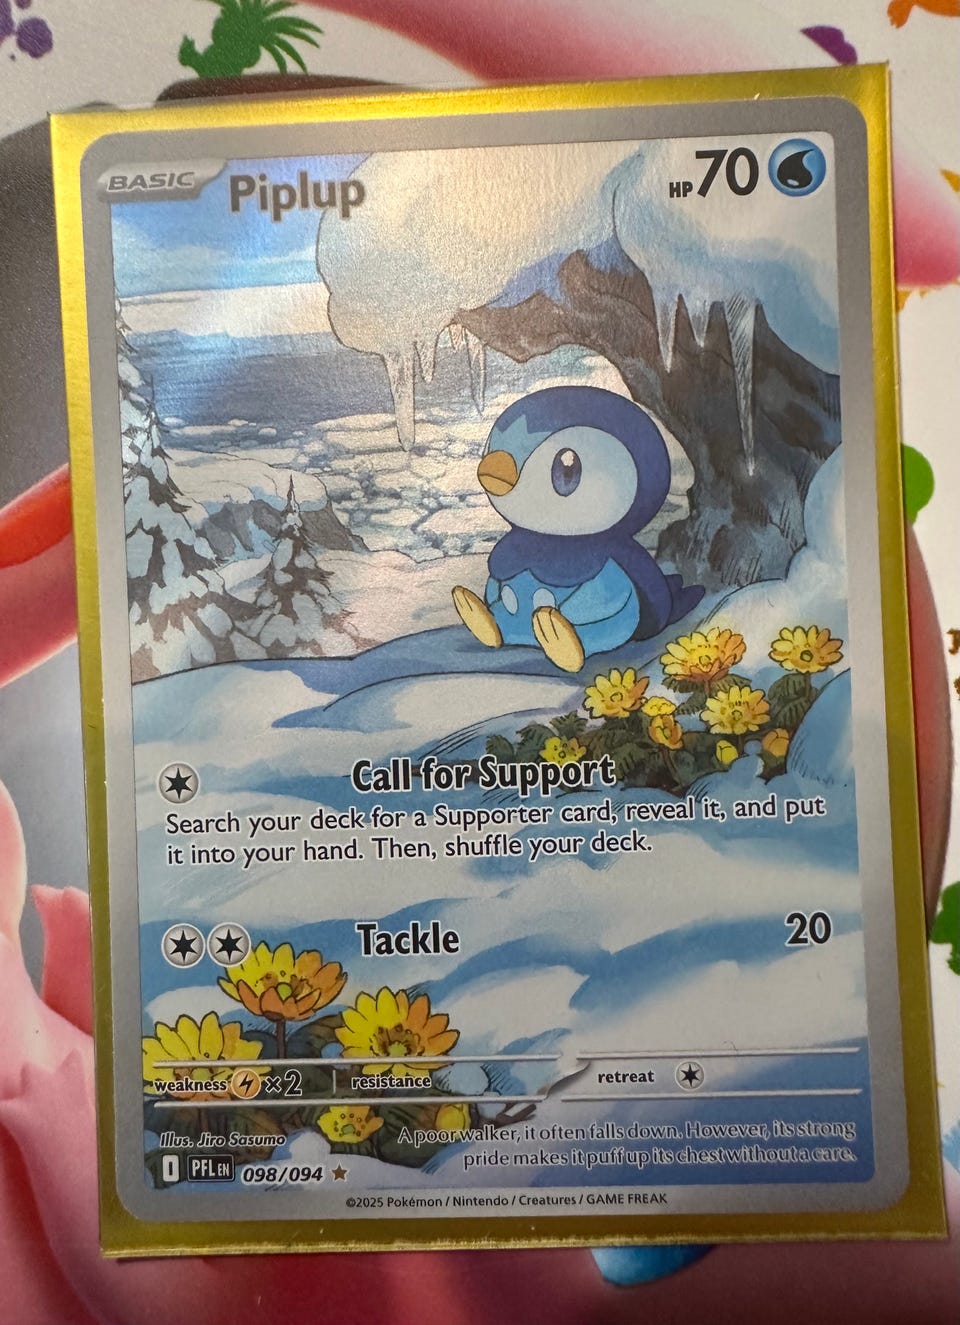 BASIC Piplup HP 70
Call for Support
Search your deck for a Supporter card, reveal it, and put
it into your hand. Then, shuffle your deck.
Tackle 20
weakness ×2 resistance retreat
Illus. Jiro Sasumo
A poor walker, it often falls down. However, its strong
pride makes it puff up its chest without a care.
I PFL EN 098/094
©2025 Pokémon / Nintendo / Creatures / GAME FREAK